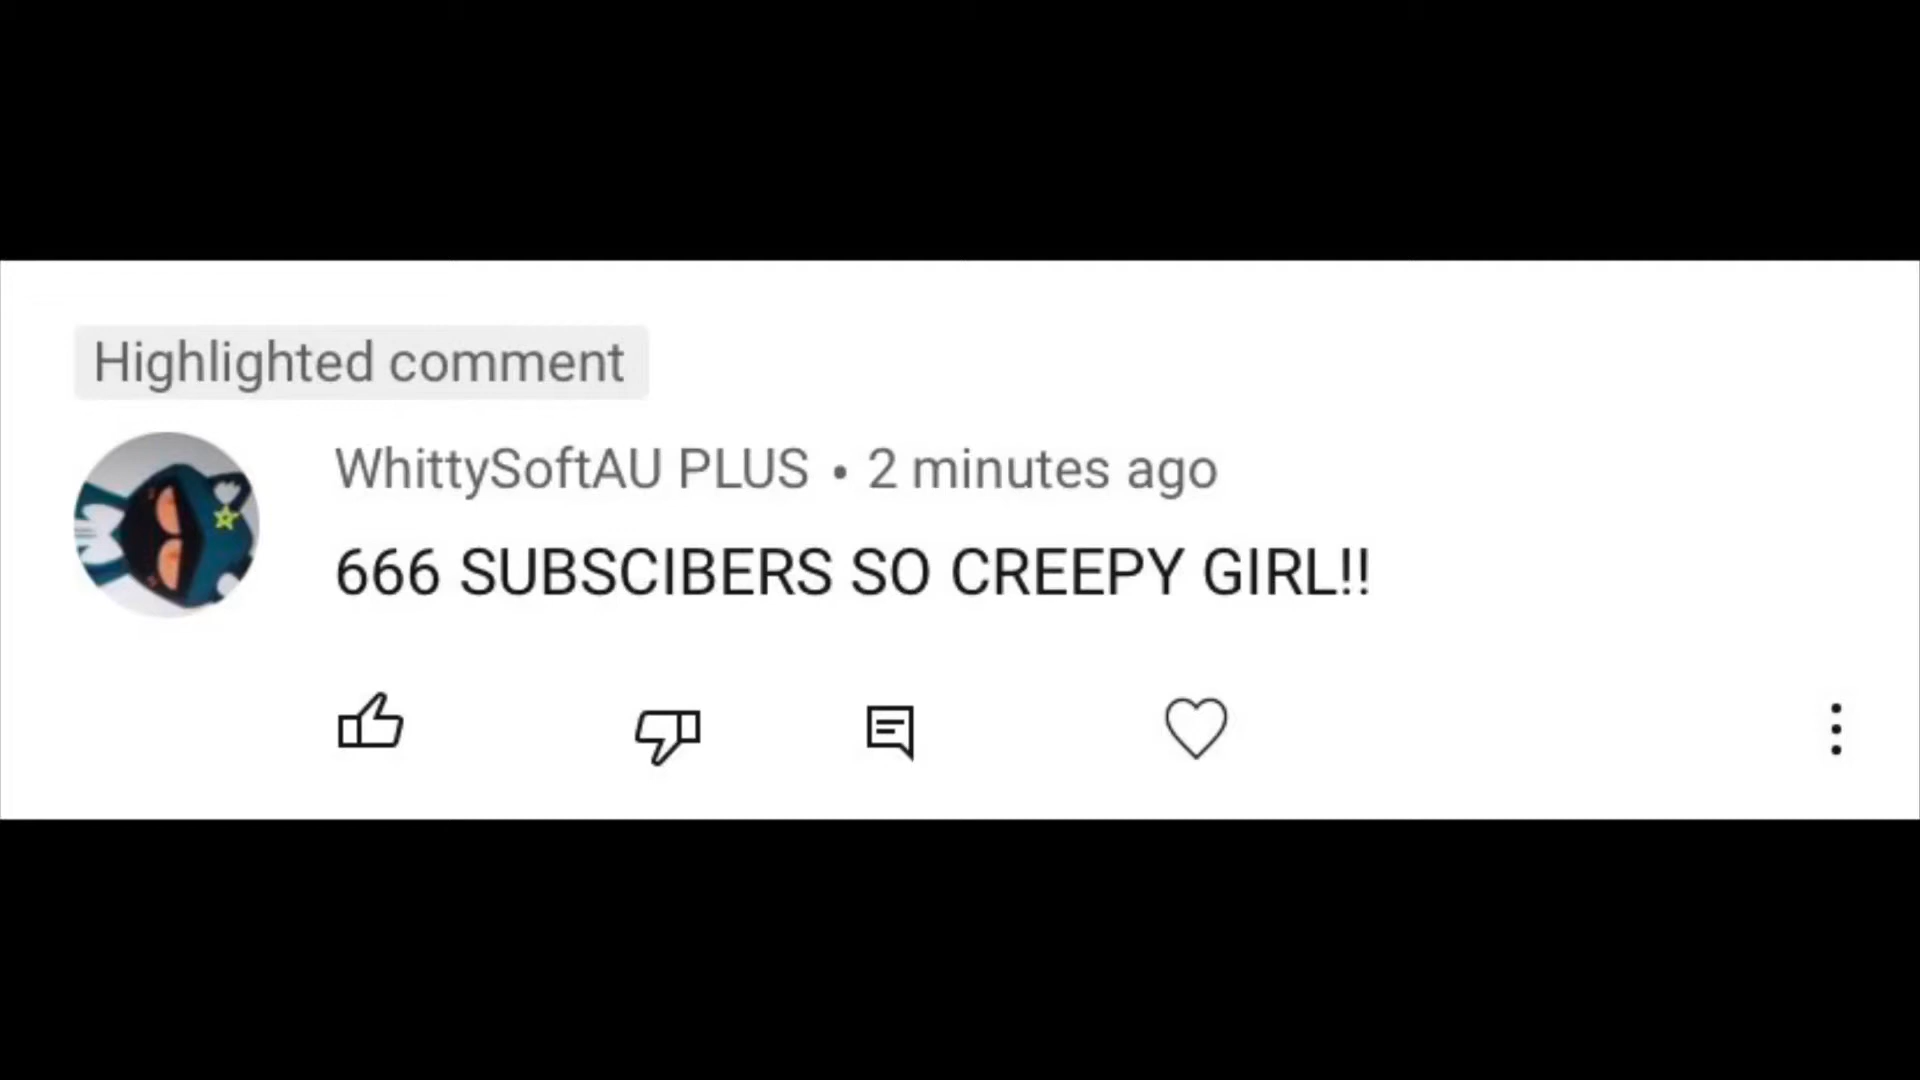 Highlighted comment
WhittySoftAU PLUS • 2 minutes ago
666 SUBSCIBERS SO CREEPY GIRL!!